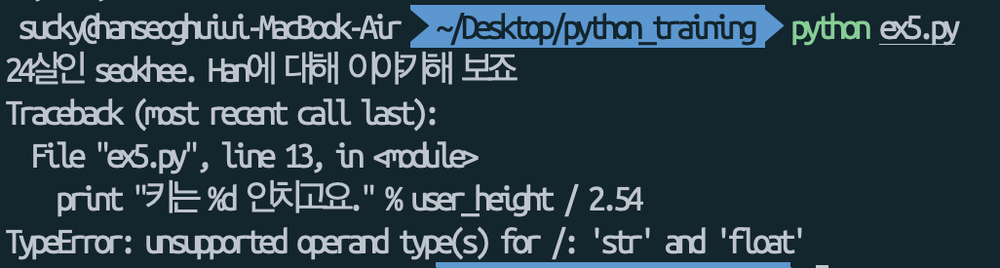 sucky@hanseoghuiui-MacBook-Air ~/Desktop/python_training python ex5.py
24살인 seokhee. Han에 대해 이야기해 보죠
Traceback (most recent call last):
File "ex5.py", line 13, in <module>
print "키는 %d 인치고요." % user_height / 2.54
TypeError: unsupported operand type(s) for /: 'str' and 'float'